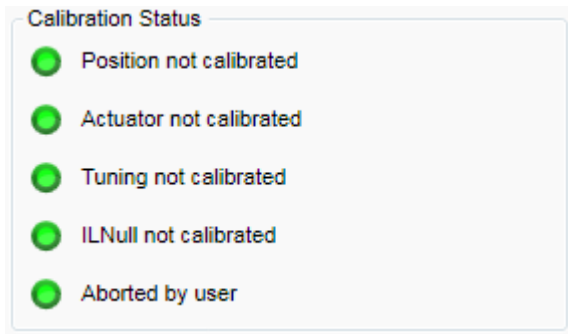 Calibration Status
Position not calibrated
Actuator not calibrated
Tuning not calibrated
ILNull not calibrated
Aborted by user